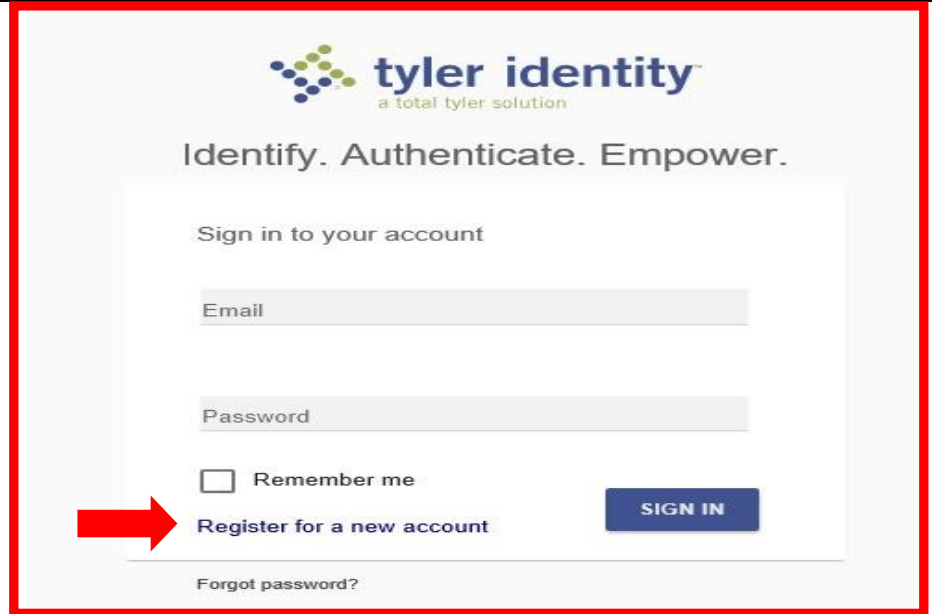 tyler identity™
a total tyler solution
Identify. Authenticate. Empower.
Sign in to your account
Email
Password
Remember me
SIGN IN
Register for a new account
Forgot password?